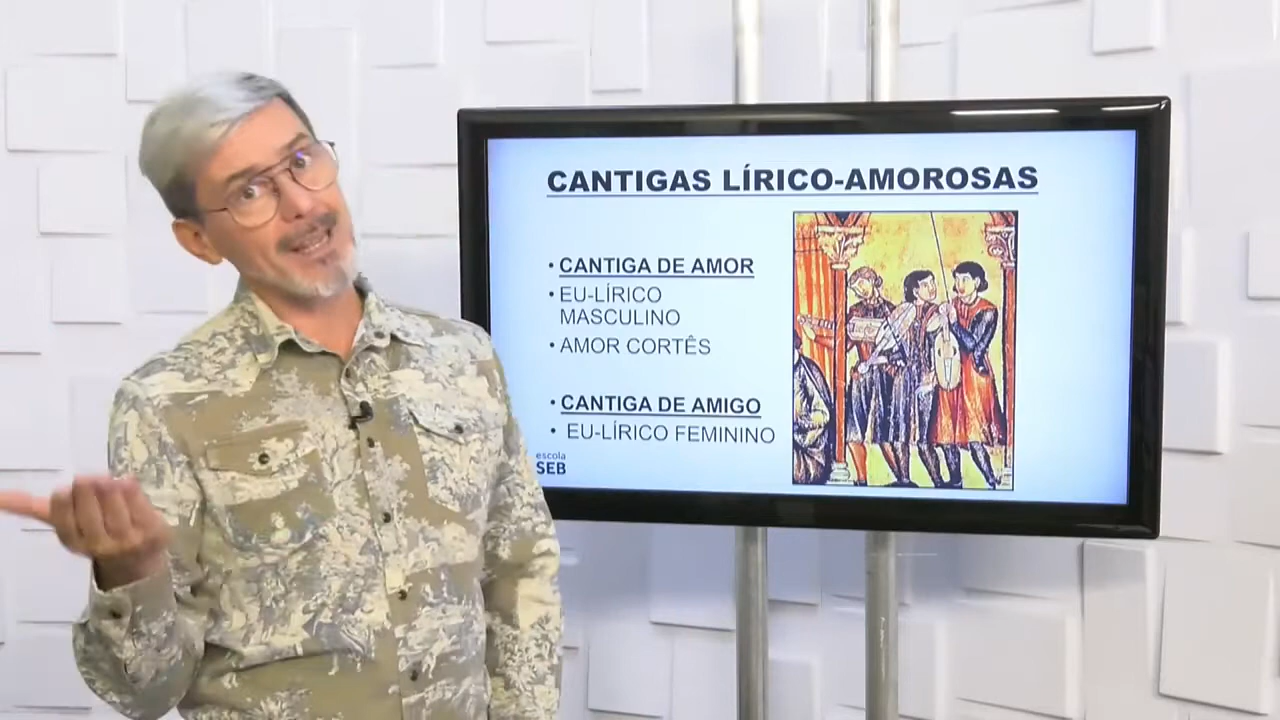 CANTIGAS LÍRICO-AMOROSAS
• CANTIGA DE AMOR
• EU-LÍRICO
MASCULINO
• AMOR CORTÊS
• CANTIGA DE AMIGO
• EU-LÍRICO FEMININO
escola
SEB